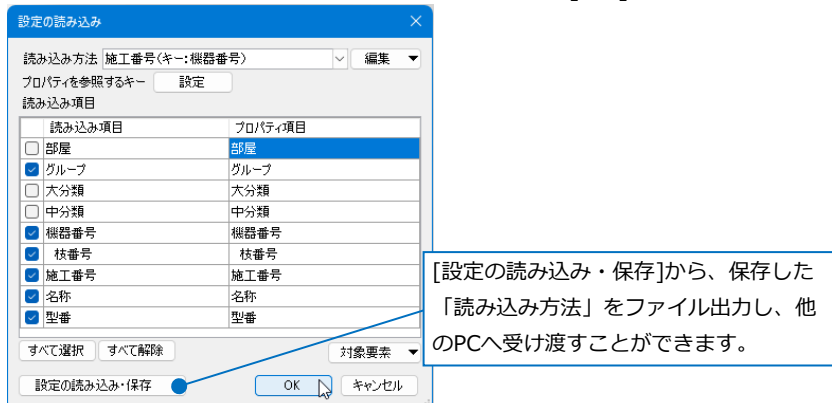 設定の読み込み
読み込み方法 施工番号(キー:機器番号) 編集
プロパティを参照するキー 設定
読み込み項目
読み込み項目 プロパティ項目
部屋 部屋
グループ グループ
大分類 大分類
中分類 中分類
機器番号 機器番号
枝番号 枝番号
施工番号 施工番号
名称 名称
型番 型番
すべて選択 すべて解除 対象要素
設定の読み込み・保存 OK キャンセル
[設定の読み込み・保存]から、保存した
「読み込み方法」をファイル出力し、他
のPCへ受け渡すことができます。